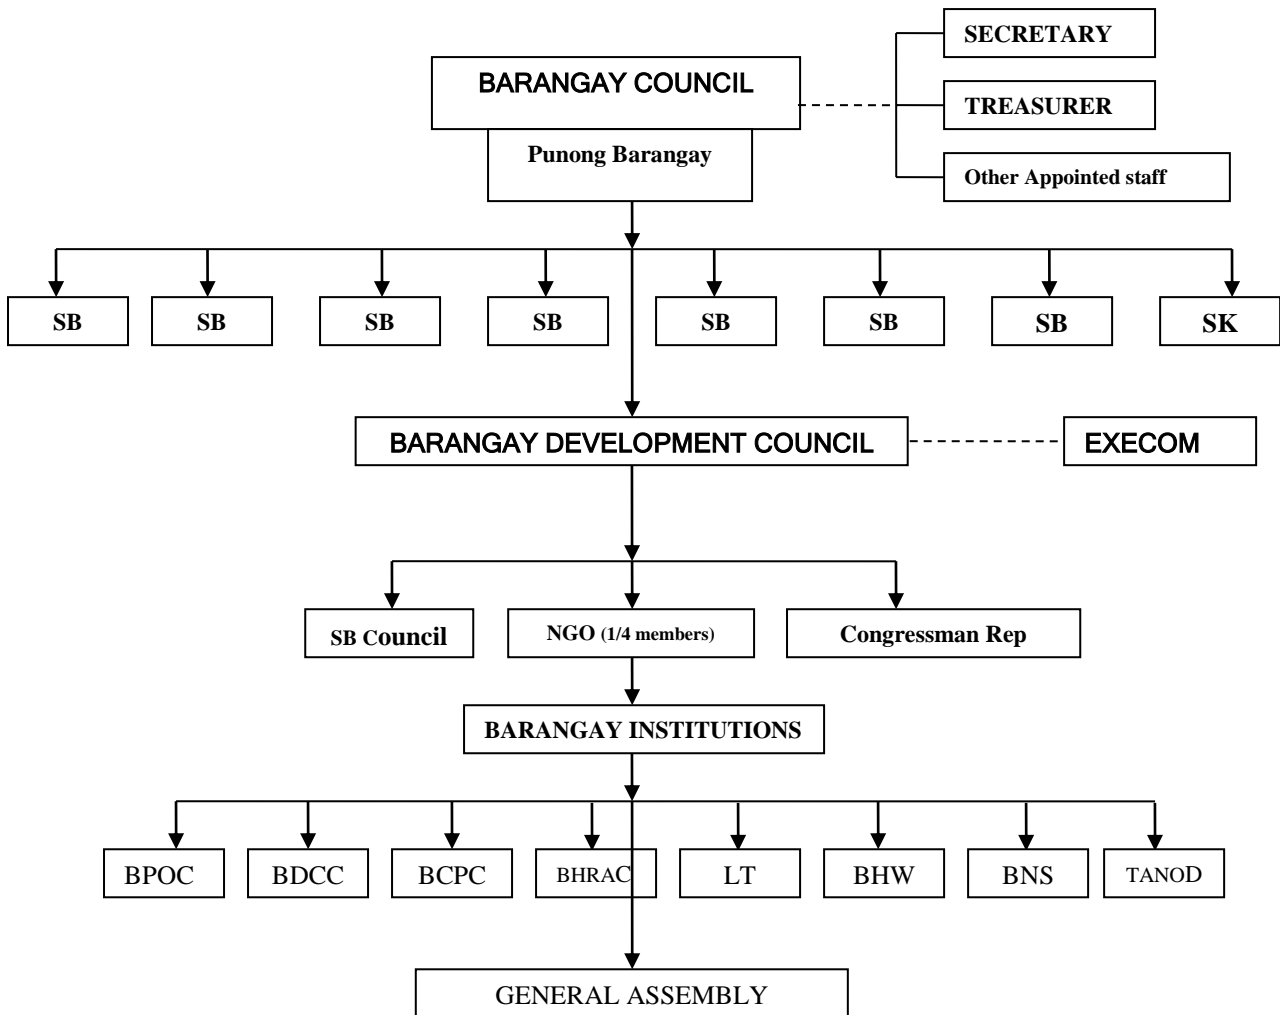 SECRETARY
BARANGAY COUNCIL
TREASURER
Punong Barangay
Other Appointed staff
SB
SB
SB
SB
SB
SB
SB
SK
BARANGAY DEVELOPMENT COUNCIL
EXECOM
SB Council
NGO (1/4 members)
Congressman Rep
BARANGAY INSTITUTIONS
BPOC
BDCC
BCPC
BHRAC
LT
BHW
BNS
TANOD
GENERAL ASSEMBLY